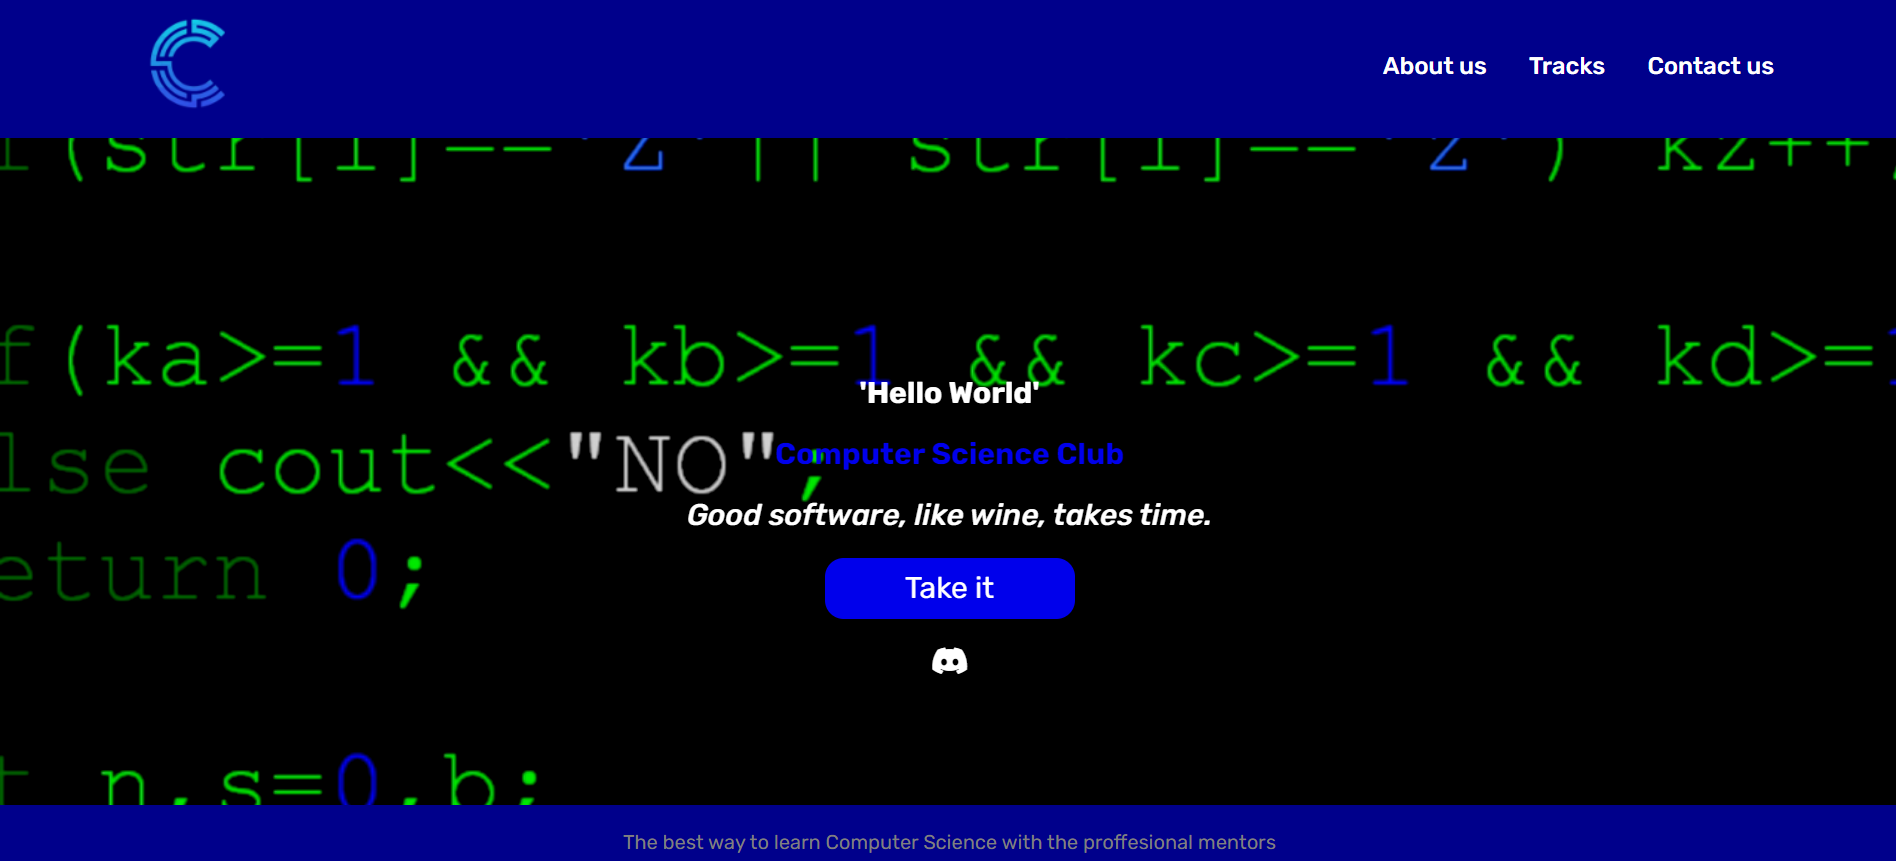 About us Tracks Contact us
(str[i]==' Z' || str[i]==' z' ) kz++
f(ka>=1 && kb>=1 && kc>=1 && kd>=1
'Hello World'
lse cout<<"NO";
Computer Science Club
Good software, like wine, takes time.
eturn 0;
Take it
t n,s=0,b;
The best way to learn Computer Science with the proffesional mentors